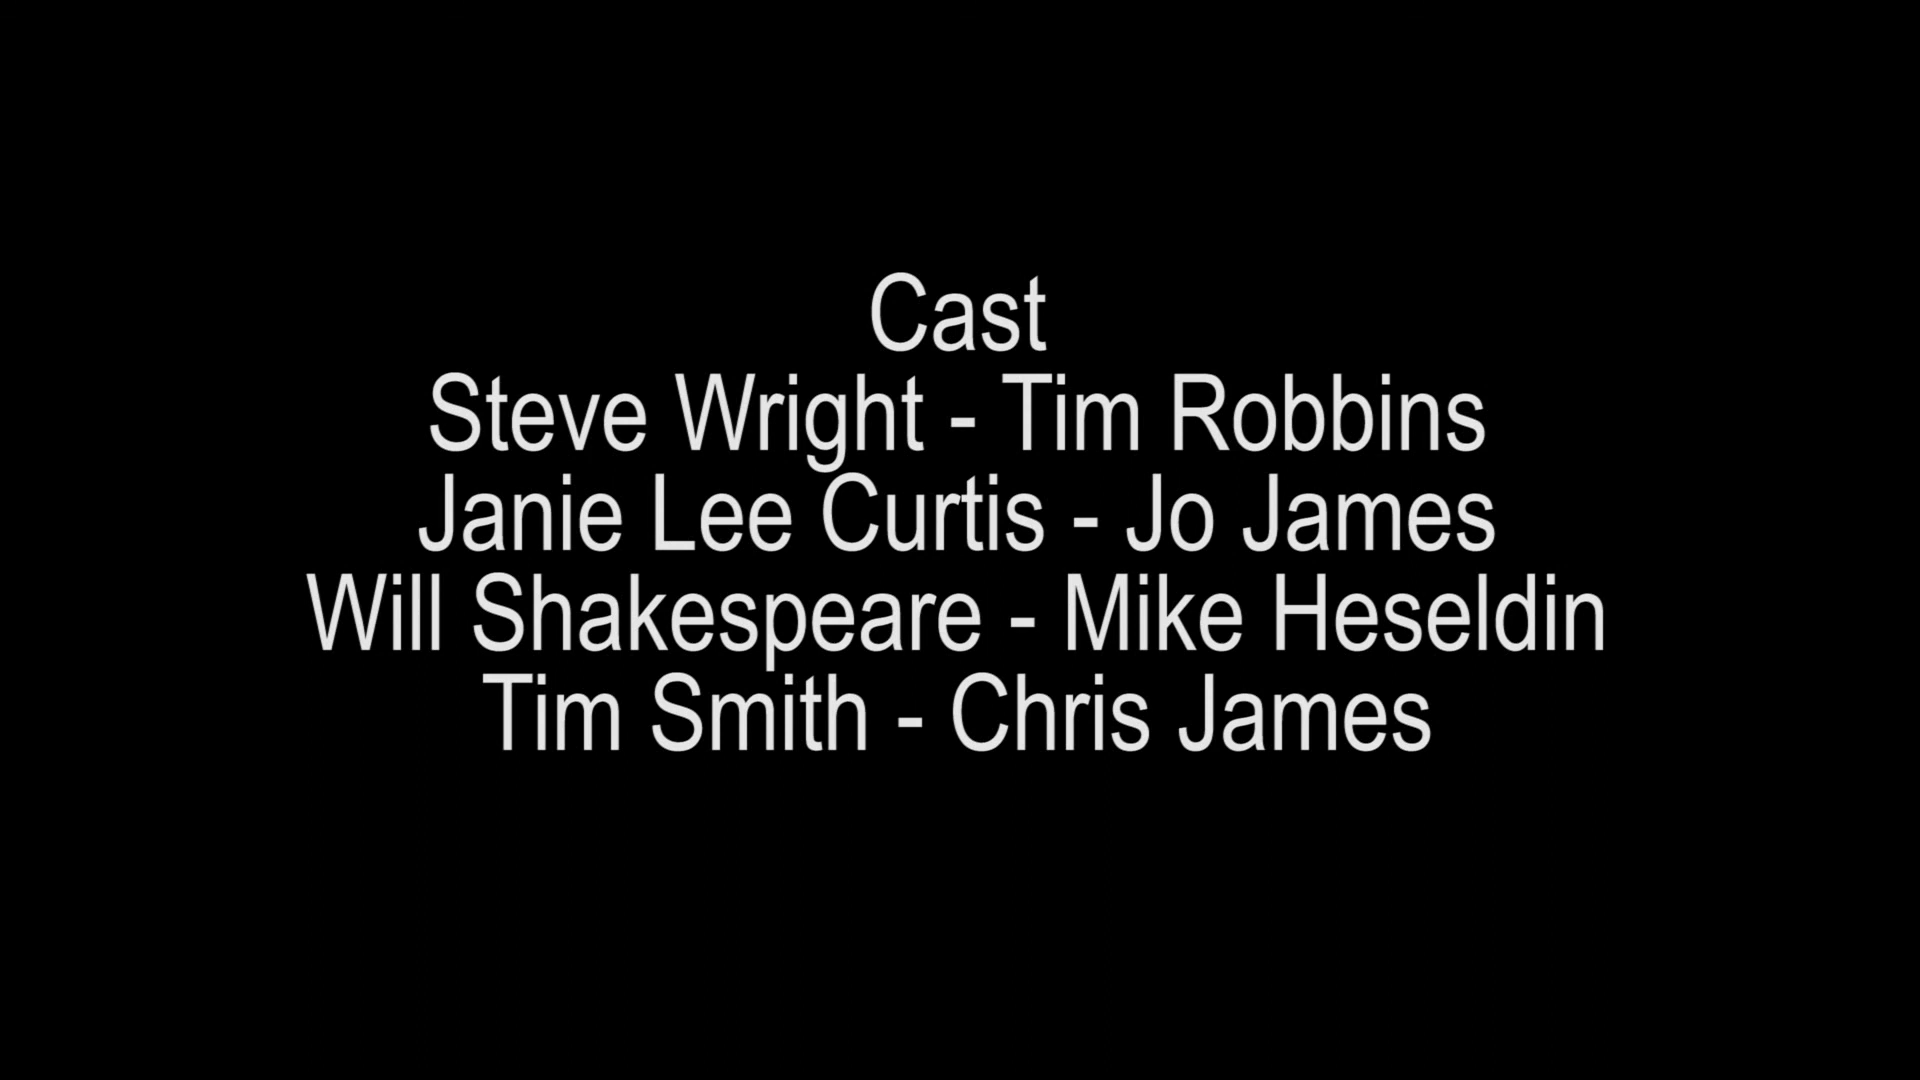 Cast
Steve Wright - Tim Robbins
Janie Lee Curtis - Jo James
Will Shakespeare - Mike Heseldin
Tim Smith - Chris James